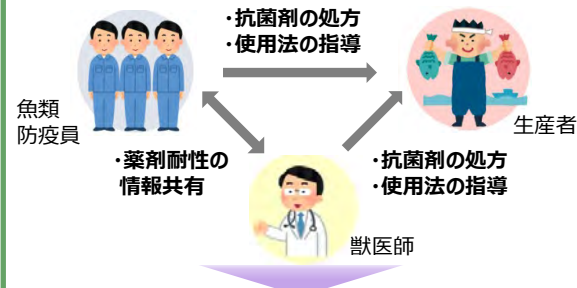 ・抗菌剤の処方
・使用法の指導
魚類
防疫員
生産者
・薬剤耐性の
情報共有
・抗菌剤の処方
・使用法の指導
獣医師